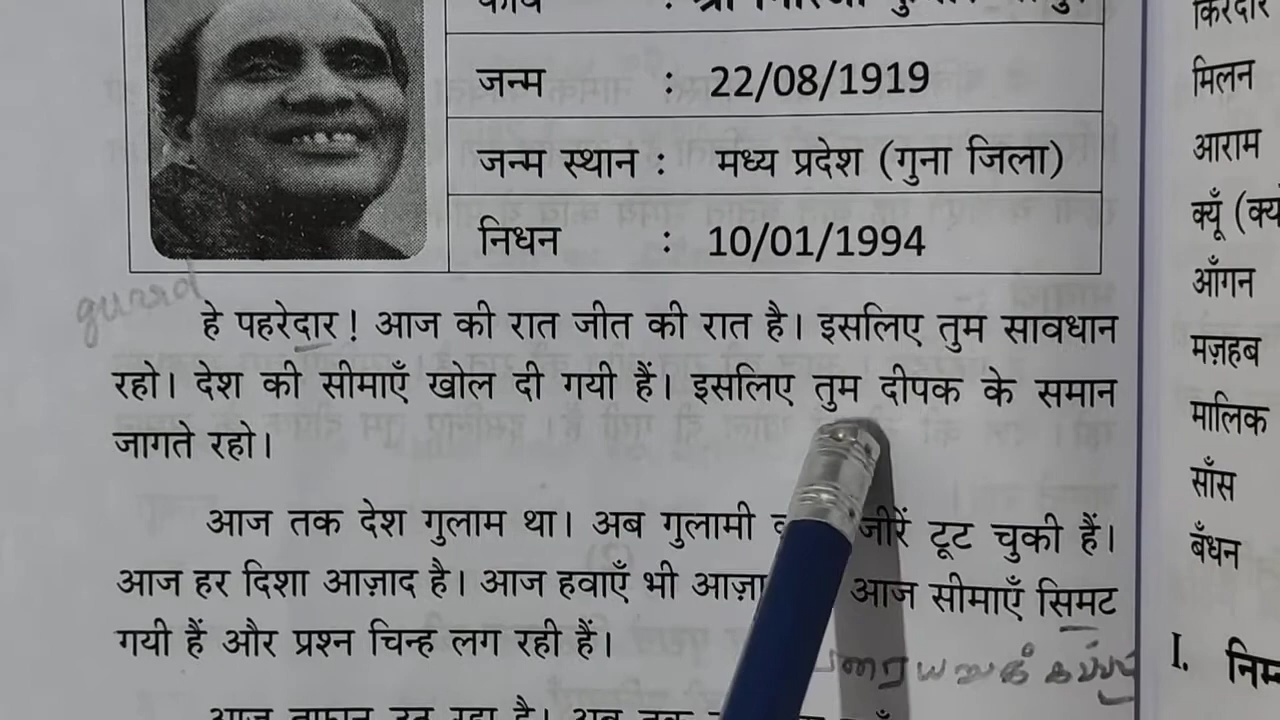 जन्म : 22/08/1919
जन्म स्थान : मध्य प्रदेश (गुना जिला)
निधन : 10/01/1994
guard
हे पहरेदार ! आज की रात जीत की रात है। इसलिए तुम सावधान
रहो। देश की सीमाएँ खोल दी गयी हैं। इसलिए तुम दीपक के समान
जागते रहो।
आज तक देश गुलाम था। अब गुलामी टूट चुकी हैं।
आज हर दिशा आज़ाद है। आज हवाएँ भी आज सीमाएँ सिमट
गयी हैं और प्रश्न चिन्ह लग रही हैं।
किरदार
मिलन
आराम
क्यूँ
आँगन
मज़हब
मालिक
साँस
बँधन
I.